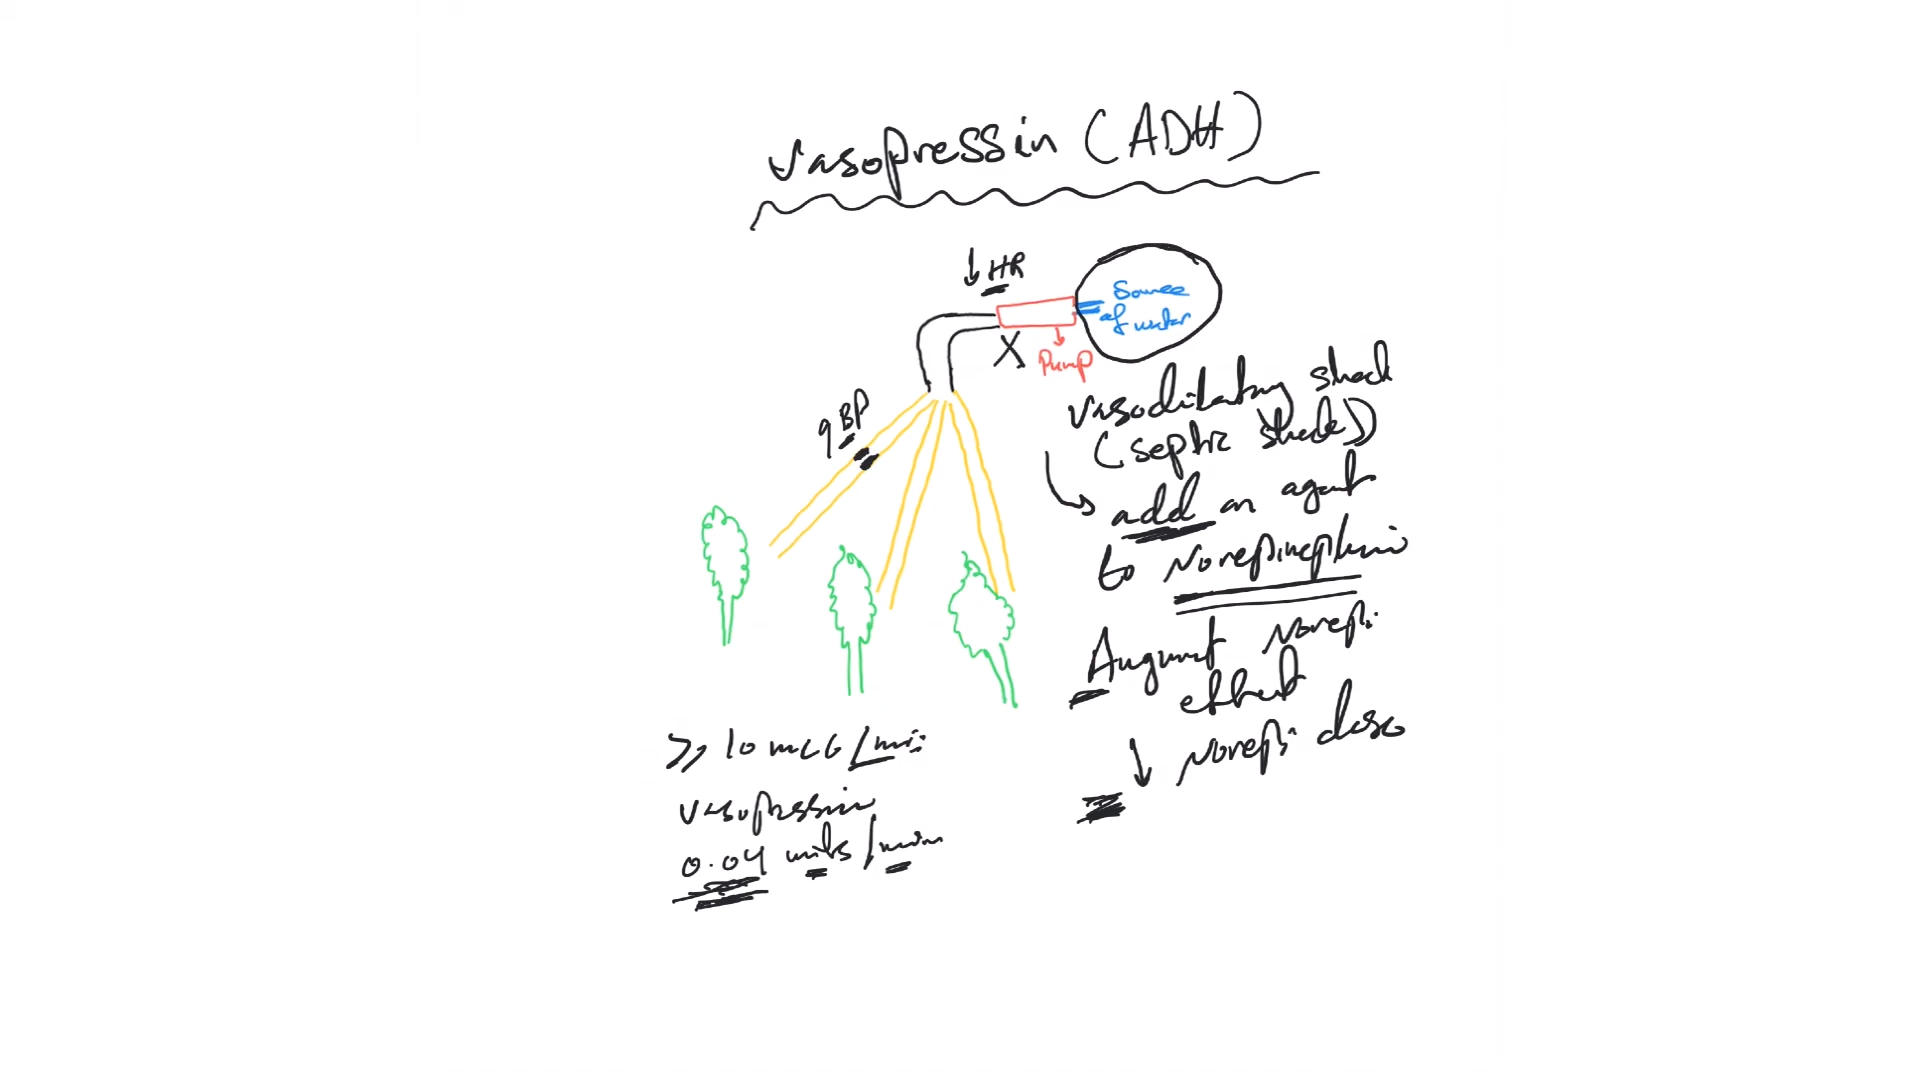 Vasopressin (ADH)
↓ HR
Source
of water
X
Pump
↑ BP
Vasodilatory shock
(septic shock)
add an agent
to Norepinephrine
Augment Norepi
effect
↓ Norepi dose
>> 10 mcg/min
Vasopressin
0.04 units/min